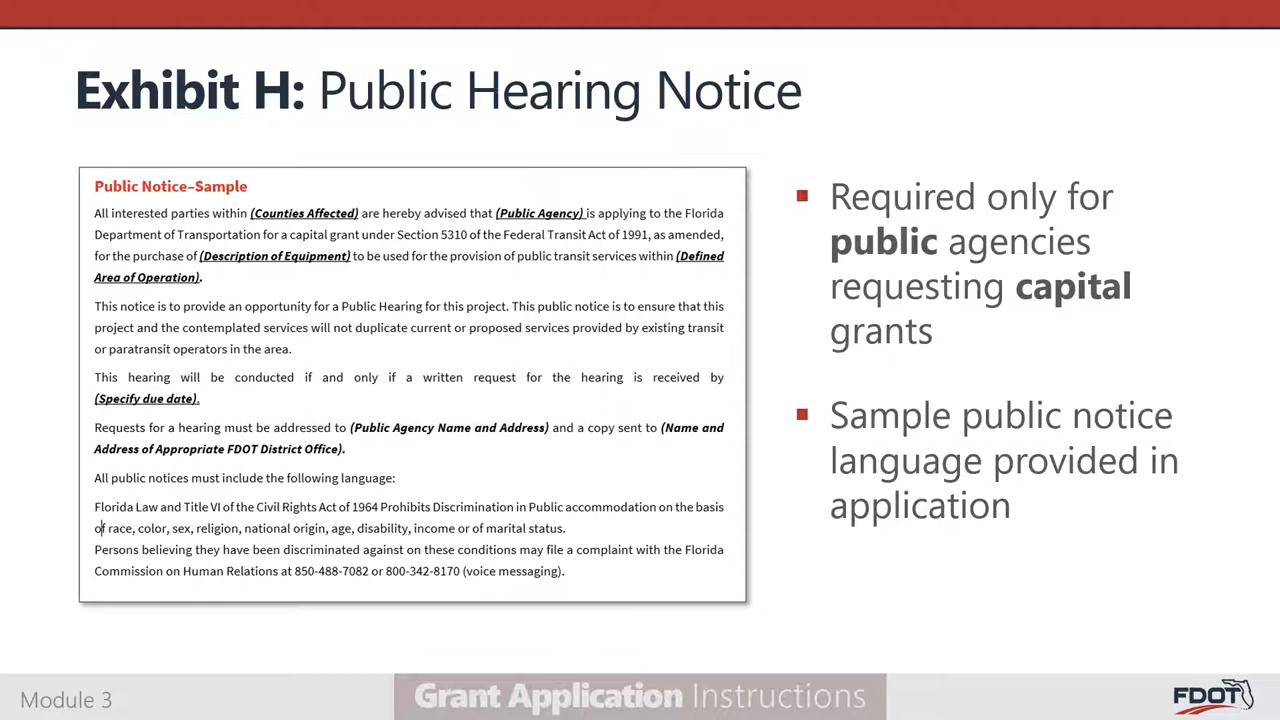 Exhibit H: Public Hearing Notice
Public Notice–Sample
All interested parties within (Counties Affected) are hereby advised that (Public Agency) is applying to the Florida
Department of Transportation for a capital grant under Section 5310 of the Federal Transit Act of 1991, as amended,
for the purchase of (Description of Equipment) to be used for the provision of public transit services within (Defined
Area of Operation).
This notice is to provide an opportunity for a Public Hearing for this project. This public notice is to ensure that this
project and the contemplated services will not duplicate current or proposed services provided by existing transit
or paratransit operators in the area.
This hearing will be conducted if and only if a written request for the hearing is received by
(Specify due date).
Requests for a hearing must be addressed to (Public Agency Name and Address) and a copy sent to (Name and
Address of Appropriate FDOT District Office).
All public notices must include the following language:
Florida Law and Title VI of the Civil Rights Act of 1964 Prohibits Discrimination in Public accommodation on the basis
of race, color, sex, religion, national origin, age, disability, income or of marital status.
Persons believing they have been discriminated against on these conditions may file a complaint with the Florida
Commission on Human Relations at 850-488-7082 or 800-342-8170 (voice messaging).
Required only for
public agencies
requesting capital
grants
Sample public notice
language provided in
application
Module 3
Grant Application Instructions
FDOT